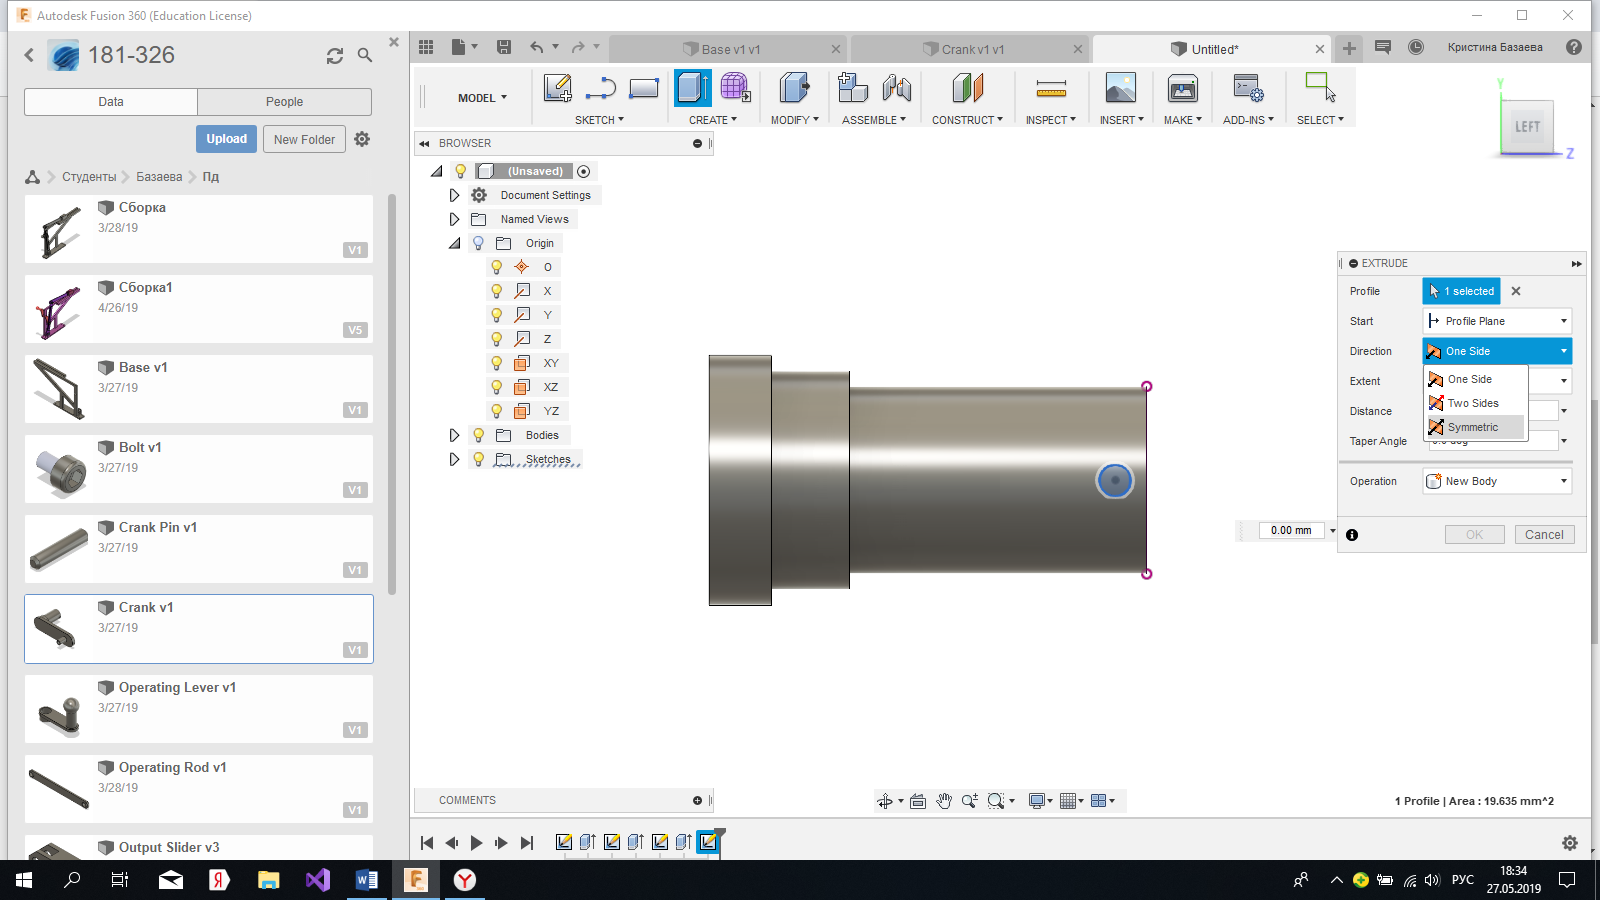 Autodesk Fusion 360 (Education License)
181-326
Data
People
Upload
New Folder
Студенты
Базаева
Пд
Сборка
3/28/19
V1
Сборка1
4/26/19
V5
Base v1
3/27/19
V1
Bolt v1
3/27/19
V1
Crank Pin v1
3/27/19
V1
Crank v1
3/27/19
V1
Operating Lever v1
3/27/19
V1
Operating Rod v1
3/28/19
V1
Output Slider v3
Base v1 v1
Crank v1 v1
Untitled*
Кристина Базаева
MODEL
SKETCH
CREATE
MODIFY
ASSEMBLE
CONSTRUCT
INSPECT
INSERT
MAKE
ADD-INS
SELECT
BROWSER
(Unsaved)
Document Settings
Named Views
Origin
O
X
Y
Z
XY
XZ
YZ
Bodies
Sketches
Y
LEFT
Z
EXTRUDE
Profile
1 selected
Start
Profile Plane
Direction
One Side
Extent
One Side
Two Sides
Distance
Symmetric
Taper Angle
Operation
New Body
OK
Cancel
0.00 mm
COMMENTS
1 Profile | Area : 19.635 mm^2
РУС
18:34
27.05.2019